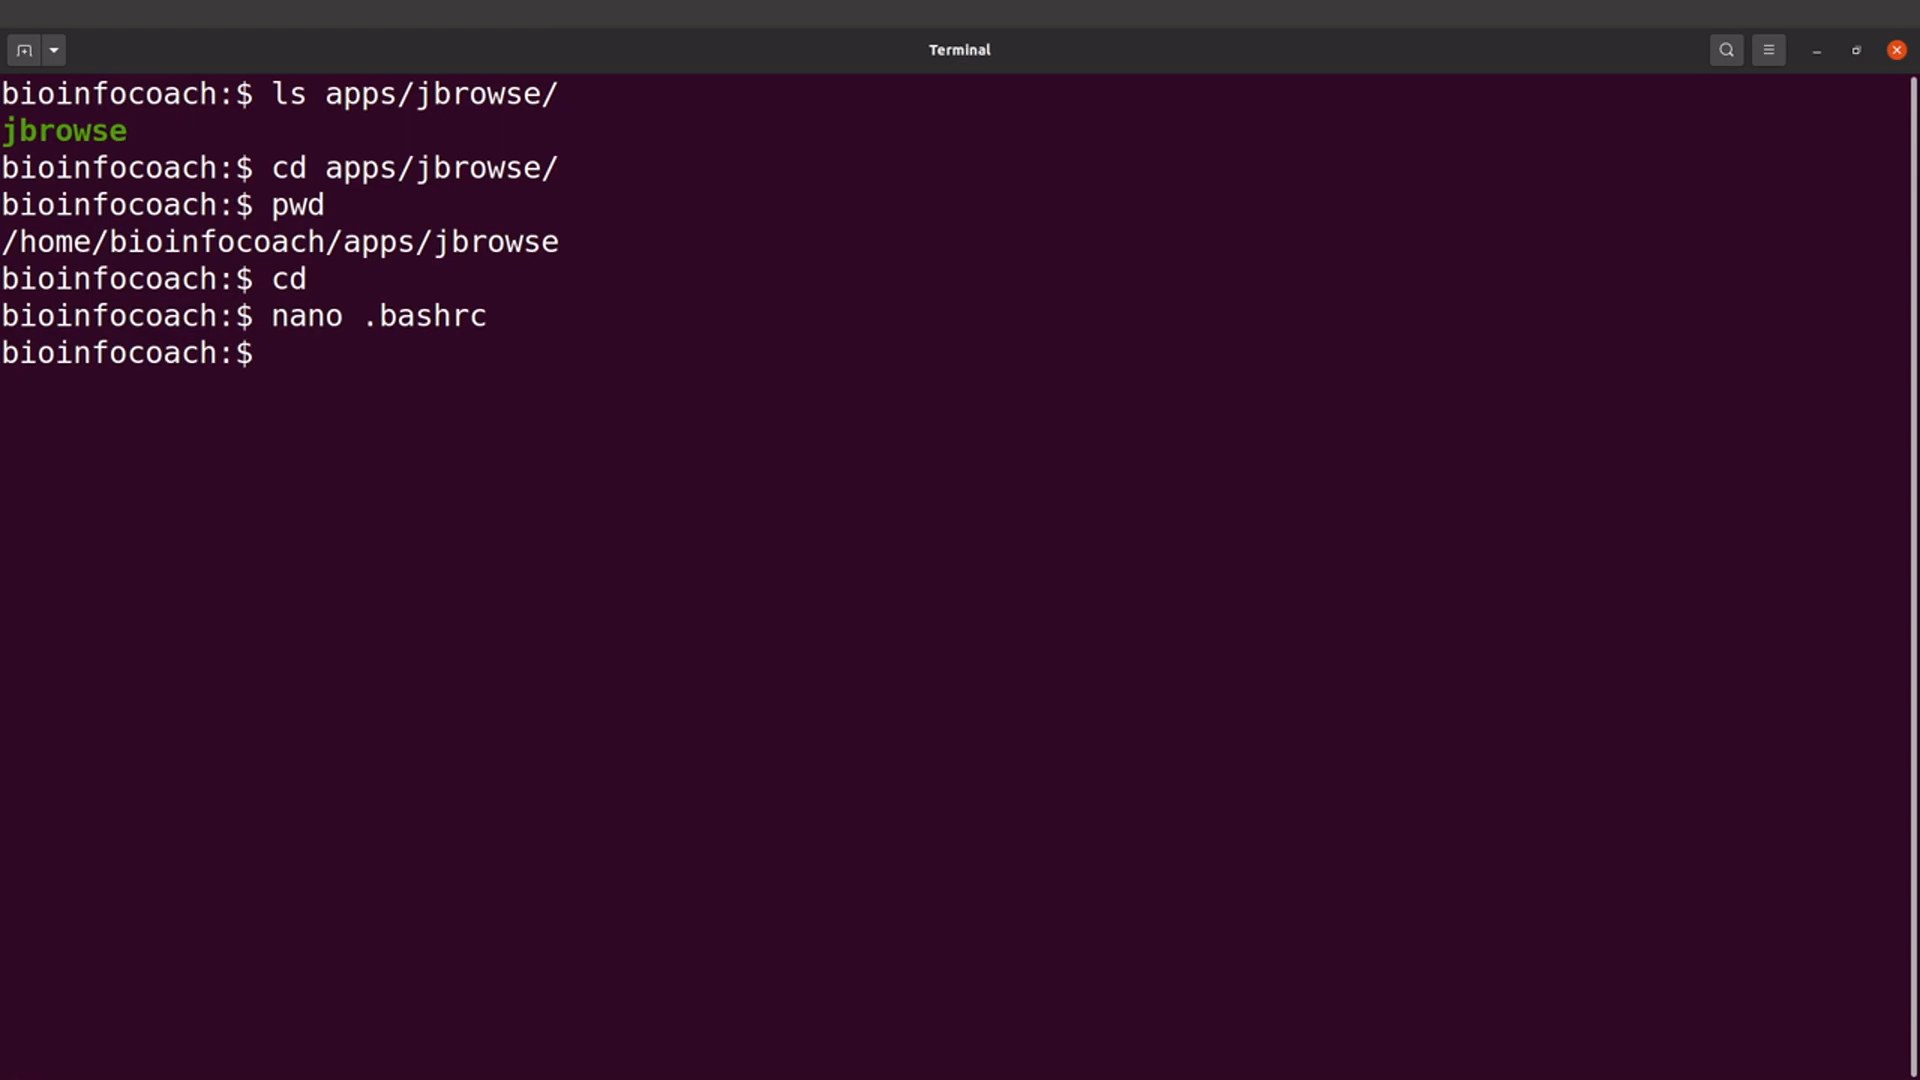 Terminal
bioinfocoach:$ ls apps/jbrowse/
jbrowse
bioinfocoach:$ cd apps/jbrowse/
bioinfocoach:$ pwd
/home/bioinfocoach/apps/jbrowse
bioinfocoach:$ cd
bioinfocoach:$ nano .bashrc
bioinfocoach:$